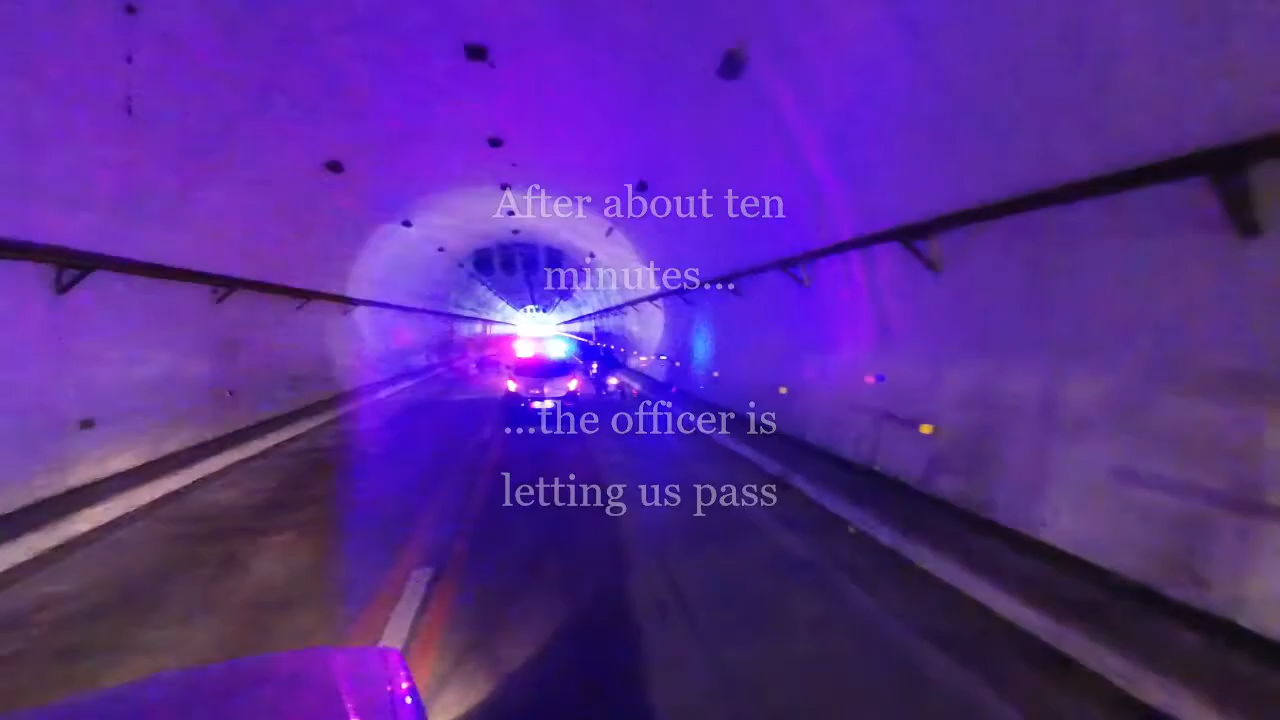 After about ten
minutes...
...the officer is
letting us pass